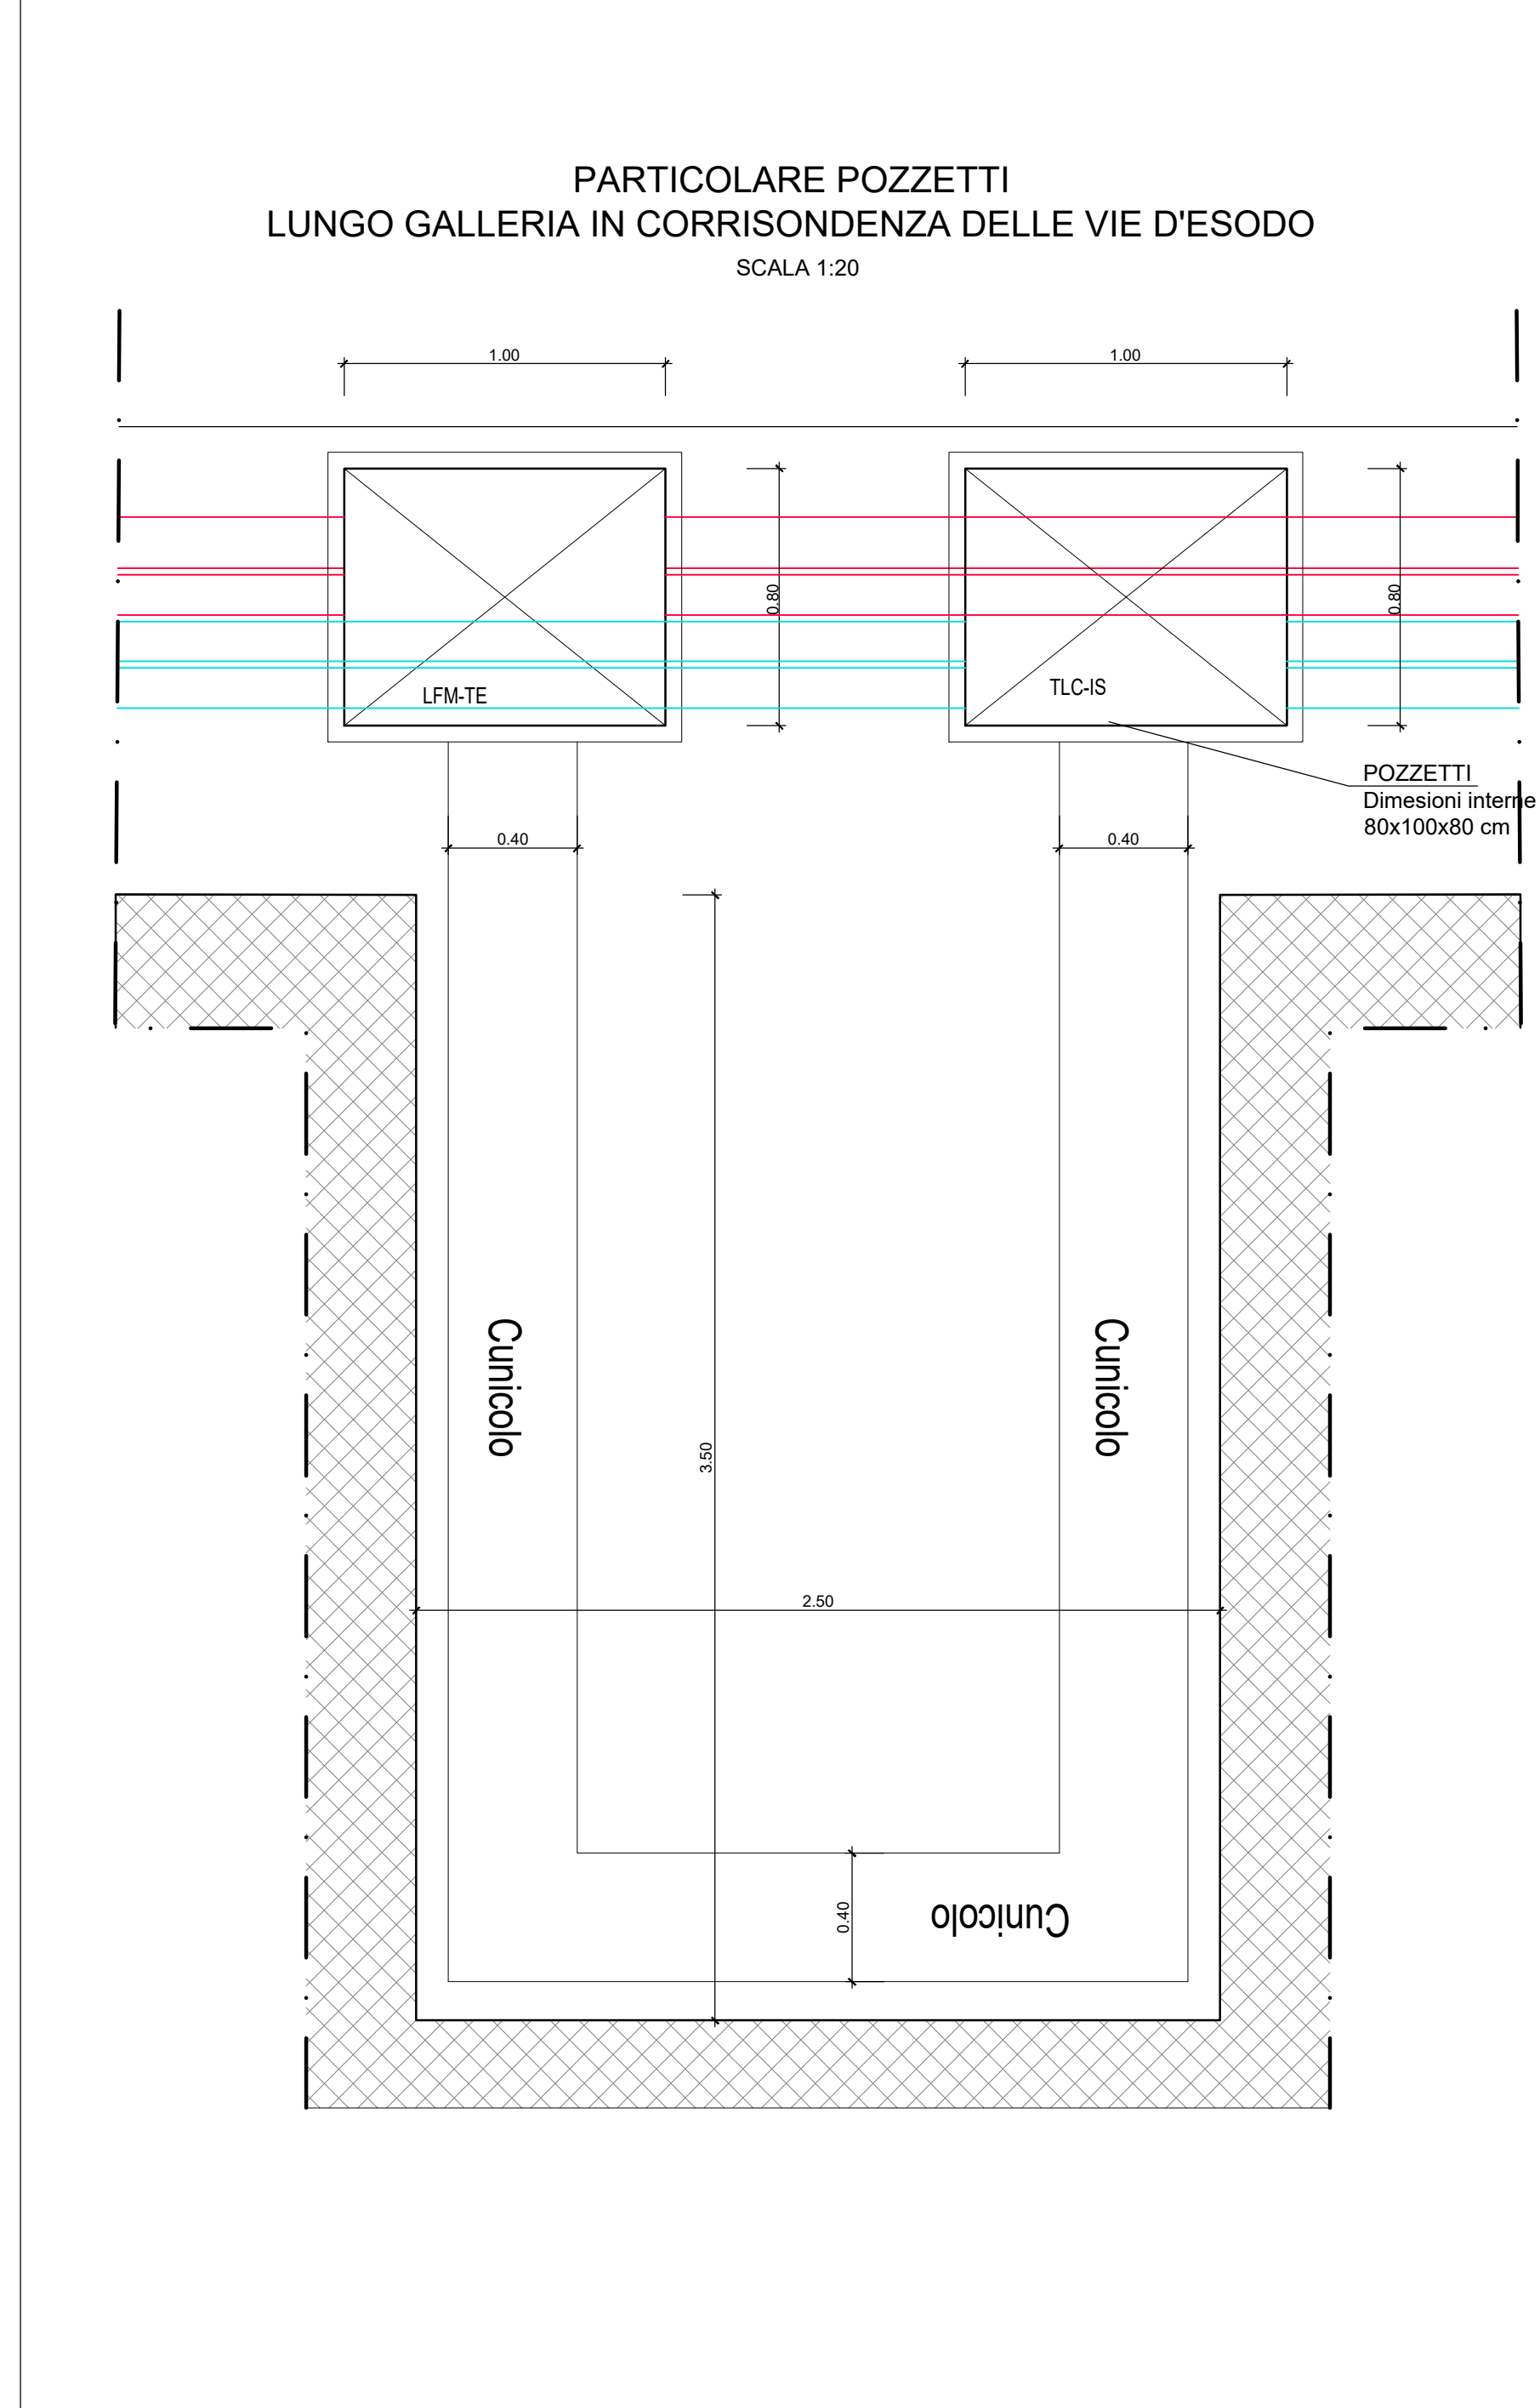 PARTICOLARE POZZETTI
LUNGO GALLERIA IN CORRISONDENZA DELLE VIE D'ESODO
SCALA 1:20
1.00
1.00
0.80
0.80
LFM-TE
TLC-IS
POZZETTI
Dimesioni interne
80x100x80 cm
0.40
0.40
Cunicolo
Cunicolo
3.50
2.50
0.40
Cunicolo